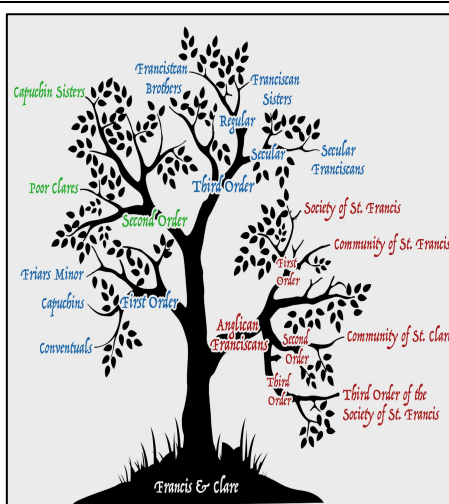 Franciscan
Brothers
Franciscan
Sisters
Capuchin Sisters
Regular
Secular
Secular
Franciscans
Third Order
Poor Clares
Second Order
Society of St. Francis
Community of St. Francis
First
Order
Friars Minor
Capuchins
First Order
Conventuals
Anglican
Franciscans
Second
Order
Community of St. Clare
Third
Order
Third Order of the
Society of St. Francis
Francis & Clare